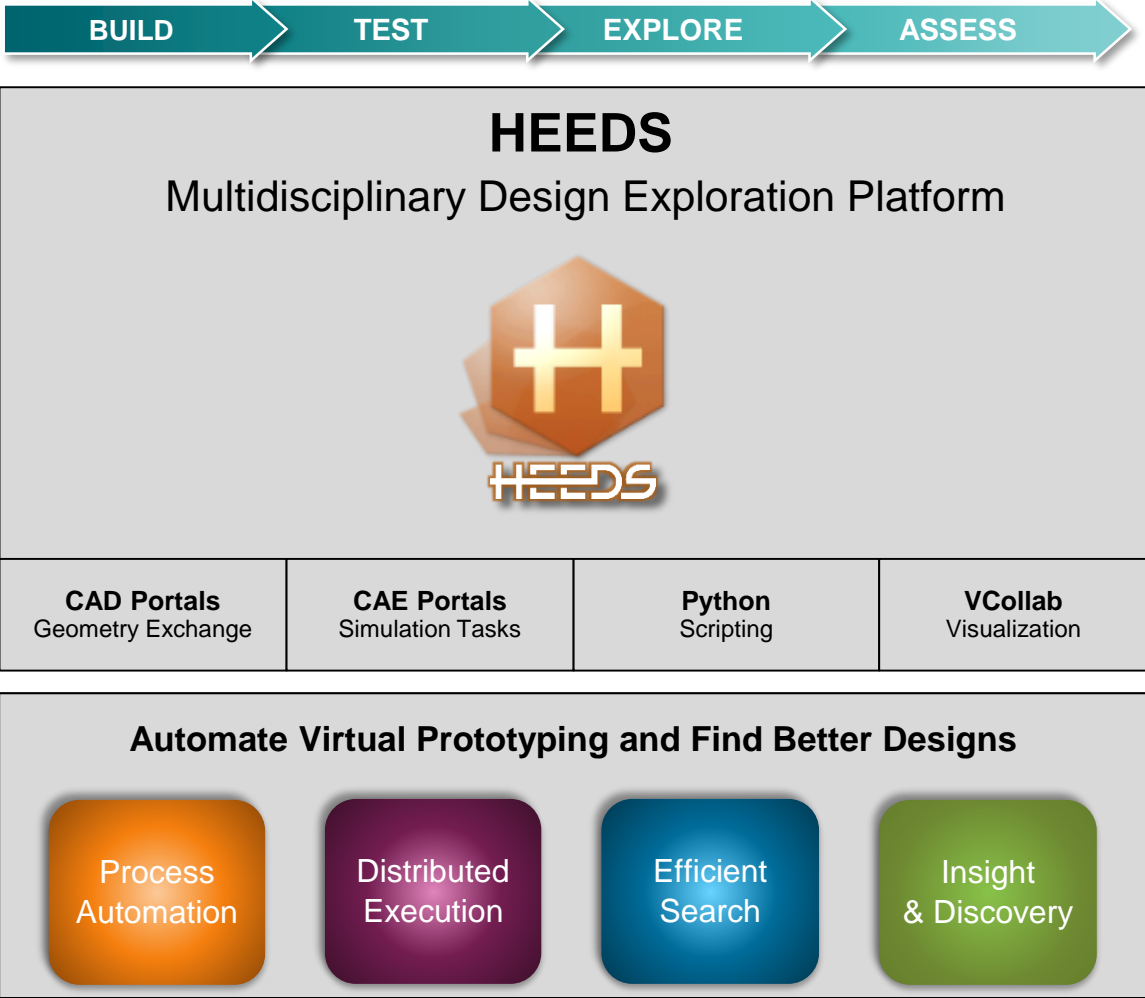 BUILD
TEST
EXPLORE
ASSESS
HEEDS
Multidisciplinary Design Exploration Platform
H
HEEDS
CAD Portals
Geometry Exchange
CAE Portals
Simulation Tasks
Python
Scripting
VCollab
Visualization
Automate Virtual Prototyping and Find Better Designs
Process
Automation
Distributed
Execution
Efficient
Search
Insight
& Discovery